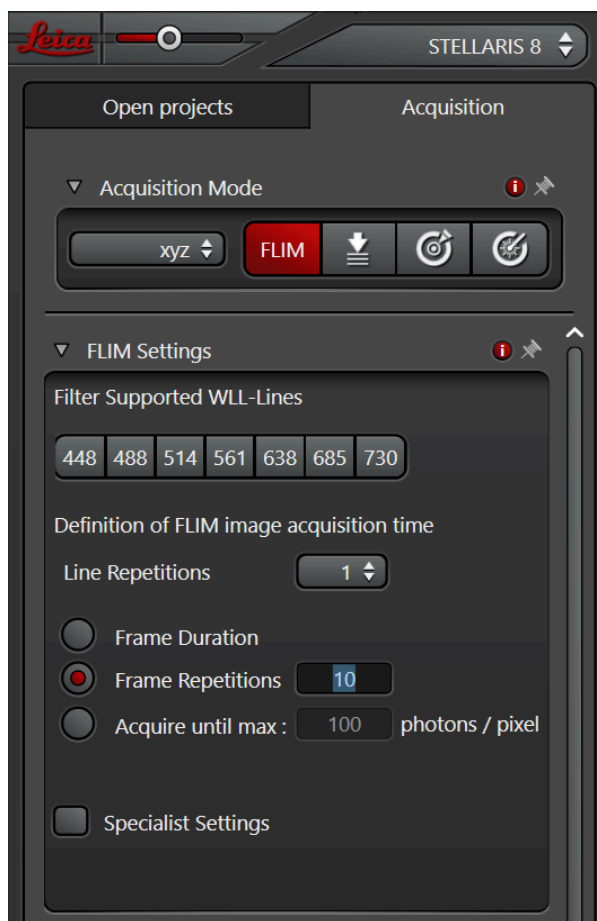 Leica
STELLARIS 8
Open projects
Acquisition
Acquisition Mode
i
xyz
FLIM
FLIM Settings
i
Filter Supported WLL-Lines
448 488 514 561 638 685 730
Definition of FLIM image acquisition time
Line Repetitions 1
Frame Duration
Frame Repetitions 10
Acquire until max : 100 photons / pixel
Specialist Settings